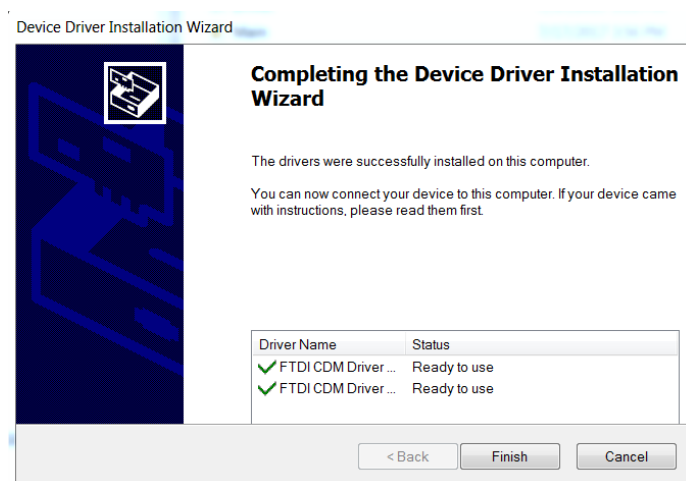 Device Driver Installation Wizard
Completing the Device Driver Installation
Wizard
The drivers were successfully installed on this computer.
You can now connect your device to this computer. If your device came
with instructions, please read them first.
Driver Name Status
FTDI CDM Driver ... Ready to use
FTDI CDM Driver ... Ready to use
< Back Finish Cancel